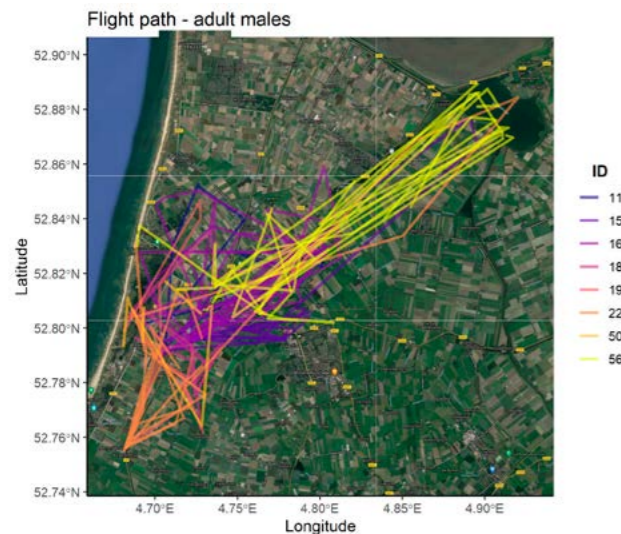 Flight path - adult males
52.90°N
52.88°N
52.86°N
52.84°N
52.82°N
52.80°N
52.78°N
52.76°N
52.74°N
Latitude
4.70°E 4.75°E 4.80°E 4.85°E 4.90°E
Longitude
ID
11
15
16
18
19
22
50
56